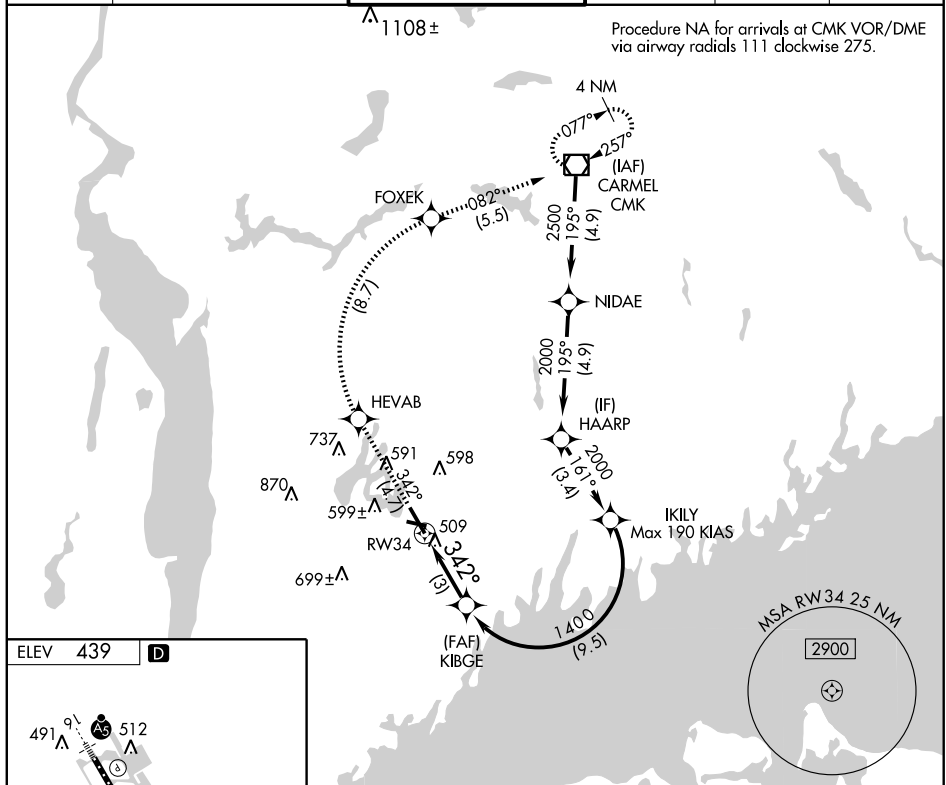 1108±
Procedure NA for arrivals at CMK VOR/DME
via airway radials 111 clockwise 275.
4 NM
077°
257°
(IAF)
CARMEL
CMK
FOXEK
082°
(5.5)
2500
195°
(4.9)
(8.7)
NIDAE
2000
195°
(4.9)
HEVAB
(IF)
HAARP
737
591
598
2000
161°
(3.4)
342°
(4.7)
870
599±
IKILY
Max 190 KIAS
509
RW34
342°
(3)
699±
1400
(9.5)
(FAF)
KIBGE
MSA RW34 25 NM
2900
ELEV 439 D
16
A5
491
512
P